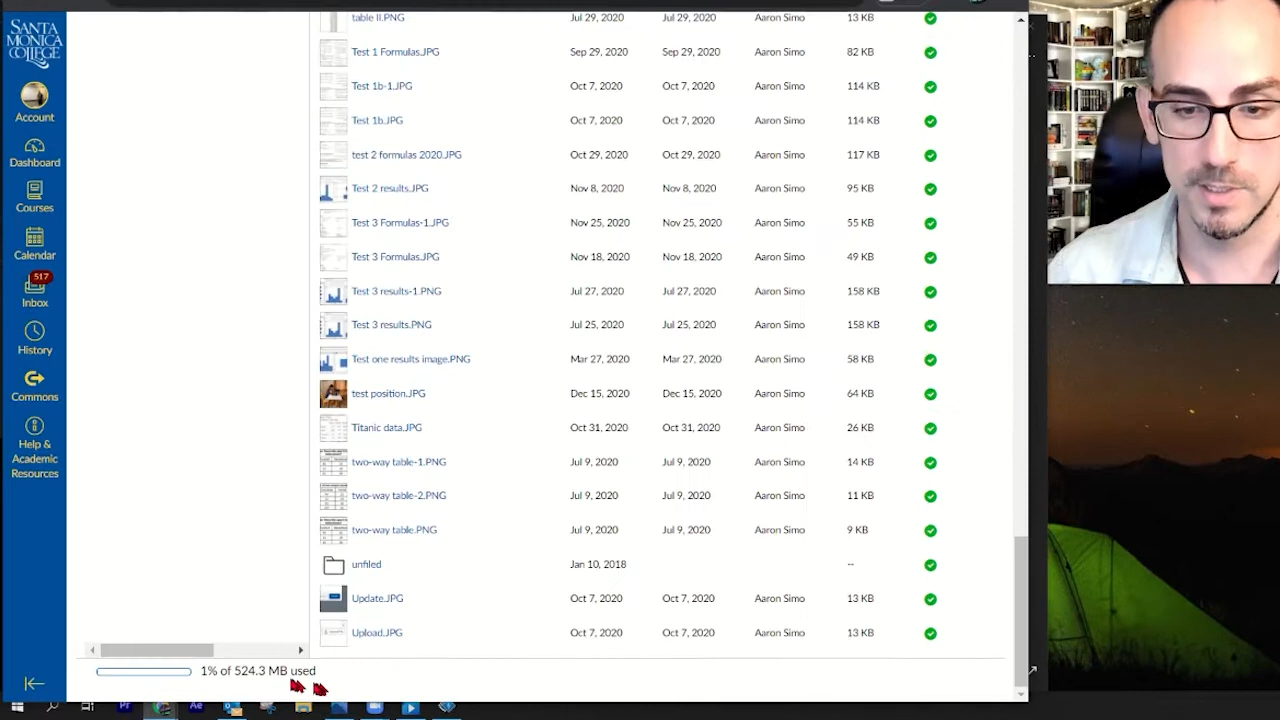 SANTA
MONICA
COLLEGE
Account
Courses
Calendar
Inbox
History
Commons
Help &
Academic
Resources
table II.PNG Jul 29, 2020 Jul 29, 2020 Aaron Simo 13 KB
Test 1 Formulas.JPG Sep 23, 2020 Sep 23, 2020 Aaron Simo 82 KB
Test 1b-1.JPG Oct 7, 2020 Oct 7, 2020 Aaron Simo 114 KB
Test 1b.JPG Oct 7, 2020 Oct 7, 2020 Aaron Simo 114 KB
test 2 formulas 2020.JPG Oct 28, 2020 Oct 28, 2020 Aaron Simo KB
Test 2 results.JPG Nov 8, 2020 Nov 8, 2020 Aaron Simo 95 KB
Test 3 Formulas-1.JPG Nov 25, 2020 Nov 25, 2020 Aaron Simo KB
Test 3 Formulas.JPG Nov 18, 2020 Nov 18, 2020 Aaron Simo 49 KB
Test 3 results-1.PNG Jul 27, 2020 Jul 27, 2020 Aaron Simo 158 KB
Test 3 results.PNG Jul 25, 2020 Jul 25, 2020 Aaron Simo 158 KB
Test one results image.PNG Mar 27, 2020 Mar 27, 2020 Aaron Simo 58 KB
test position.JPG Dec 15, 2020 Dec 15, 2020 Aaron Simo 64 KB
Titanic data.JPG Oct 13, 2020 Oct 13, 2020 Aaron Simo KB
two-way table-1.PNG Jul 9, 2020 Jul 9, 2020 Aaron Simo 14 KB
two-way table-2.PNG Jul 9, 2020 Jul 9, 2020 Aaron Simo 11 KB
two-way table.PNG Jul 9, 2020 Jul 9, 2020 Aaron Simo KB
unfiled Jan 10, 2018 --
Update.JPG Oct 7, 2020 Oct 7, 2020 Aaron Simo 13 KB
Upload.JPG Oct 7, 2020 Oct 7, 2020 Aaron Simo 13 KB
1% of 524.3 MB used
Pr
Ae